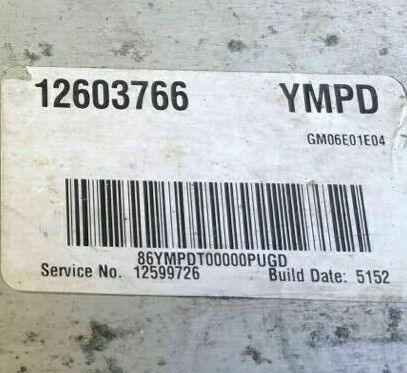 12603766 YMPD
GM06E01E04
86YMPDT00000PUGD
Service No. 12599726 Build Date: 5152